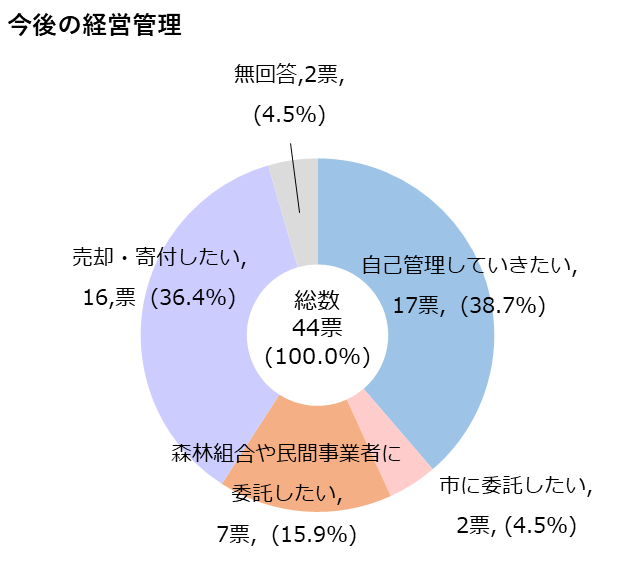 今後の経営管理
無回答,2票,
(4.5%)
自己管理していきたい,
17票, (38.7%)
売却・寄付したい,
16,票 (36.4%)
総数
44票
(100.0%)
市に委託したい,
2票, (4.5%)
森林組合や民間事業者に
委託したい,
7票, (15.9%)